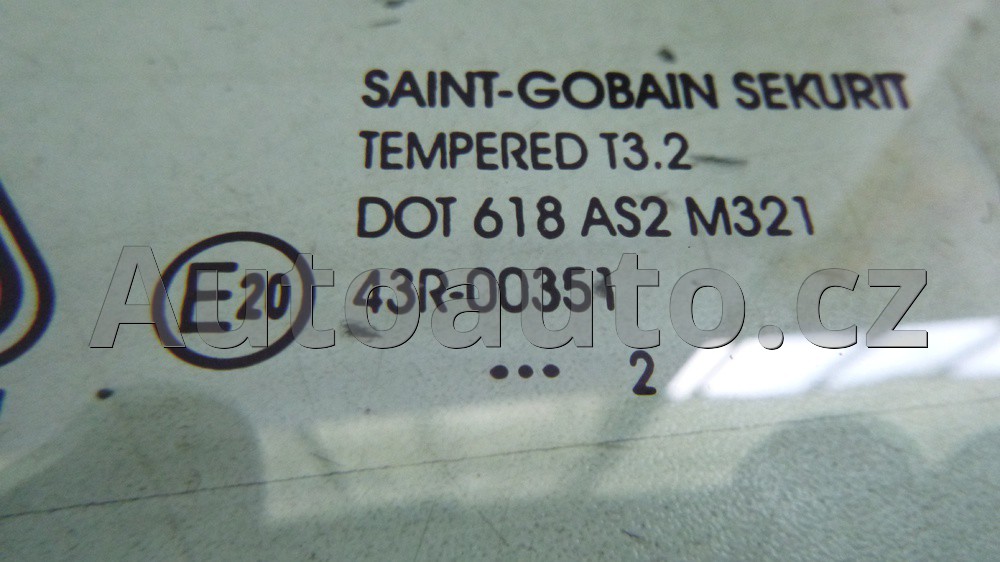 SAINT-GOBAIN SEKURIT
TEMPERED T3.2
DOT 618 AS2 M321
E20 43R-00351
••• 2
Autoauto.cz